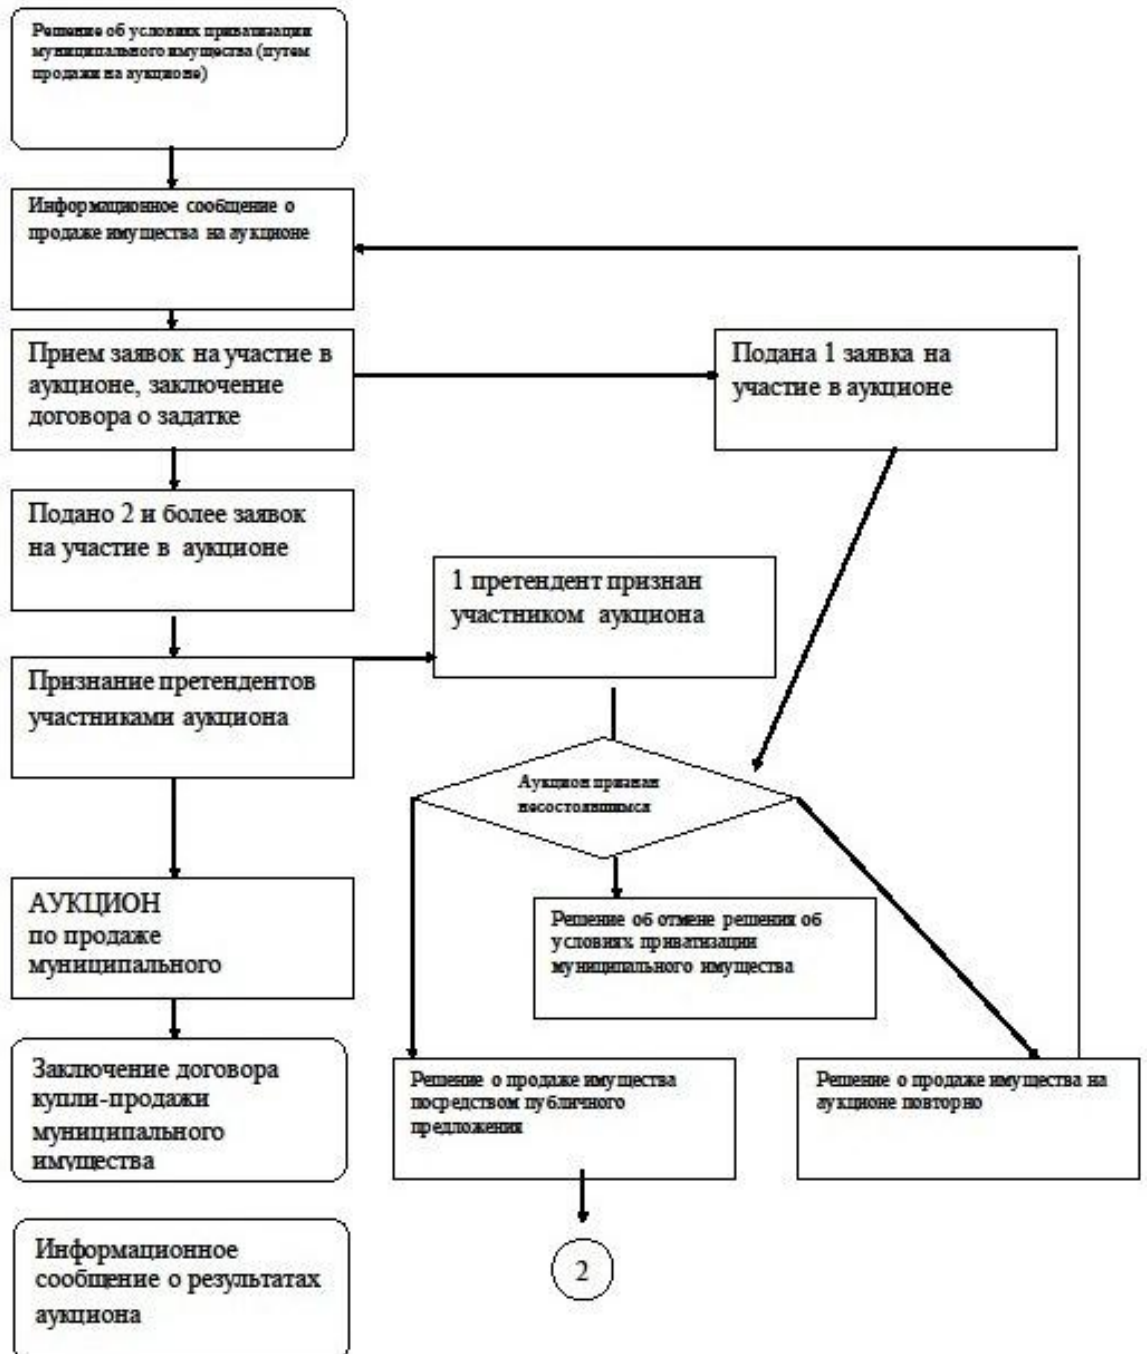 Решение об условиях приватизации
муниципального имущества (путем
продажи на аукционе)
Информационное сообщение о
продаже имущества на аукционе
Прием заявок на участие в
аукционе, заключение
договора о задатке
Подана 1 заявка на
участие в аукционе
Подано 2 и более заявок
на участие в аукционе
1 претендент признан
участником аукциона
Признание претендентов
участниками аукциона
Аукцион признан
несостоявшимся
АУКЦИОН
по продаже
муниципального
Решение об отмене решения об
условиях приватизации
муниципального имущества
Заключение договора
купли-продажи
муниципального
имущества
Решение о продаже имущества
посредством публичного
предложения
Решение о продаже имущества на
аукционе повторно
Информационное
сообщение о результатах
аукциона
2